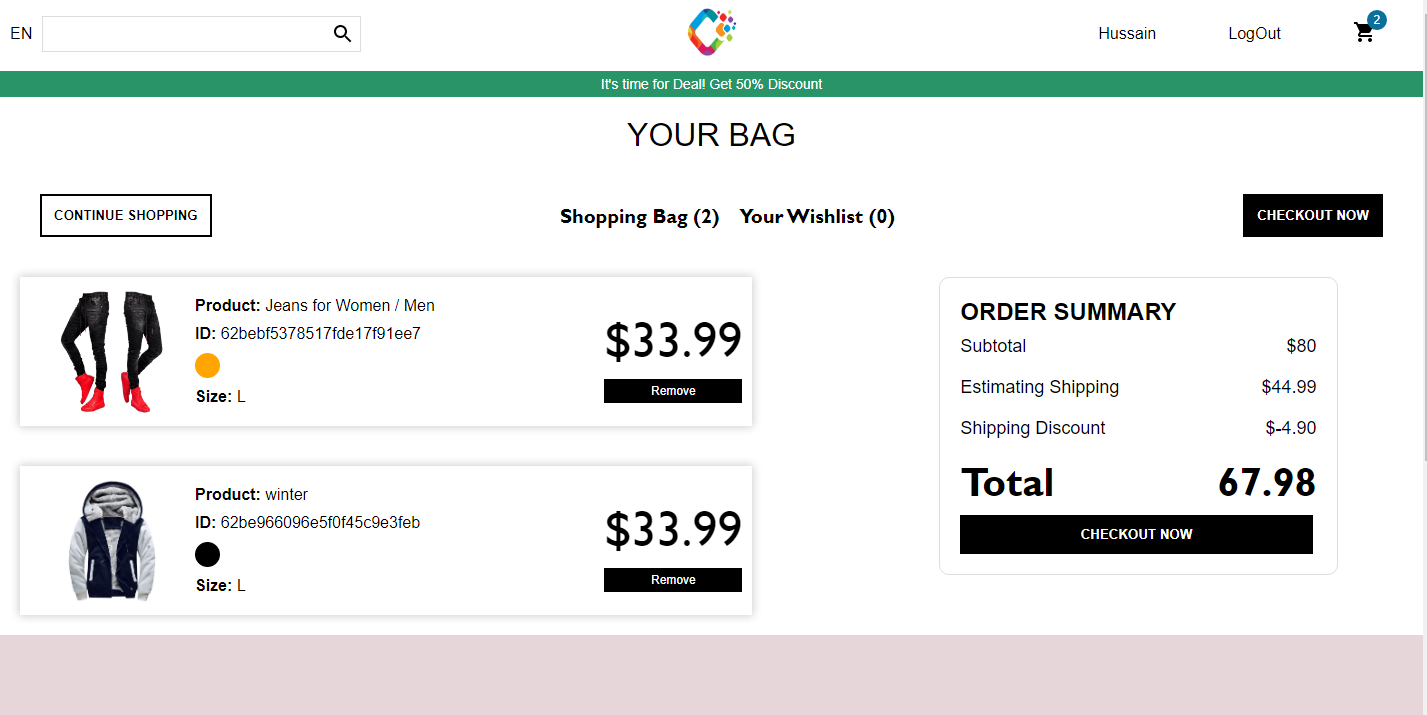 EN
Hussain
LogOut
2
It's time for Deal! Get 50% Discount
YOUR BAG
CONTINUE SHOPPING
Shopping Bag (2)
Your Wishlist (0)
CHECKOUT NOW
Product: Jeans for Women / Men
ID: 62bebf5378517fde17f91ee7
Size: L
$33.99
Remove
Product: winter
ID: 62be966096e5f0f45c9e3feb
Size: L
$33.99
Remove
ORDER SUMMARY
Subtotal $80
Estimating Shipping $44.99
Shipping Discount $-4.90
Total 67.98
CHECKOUT NOW